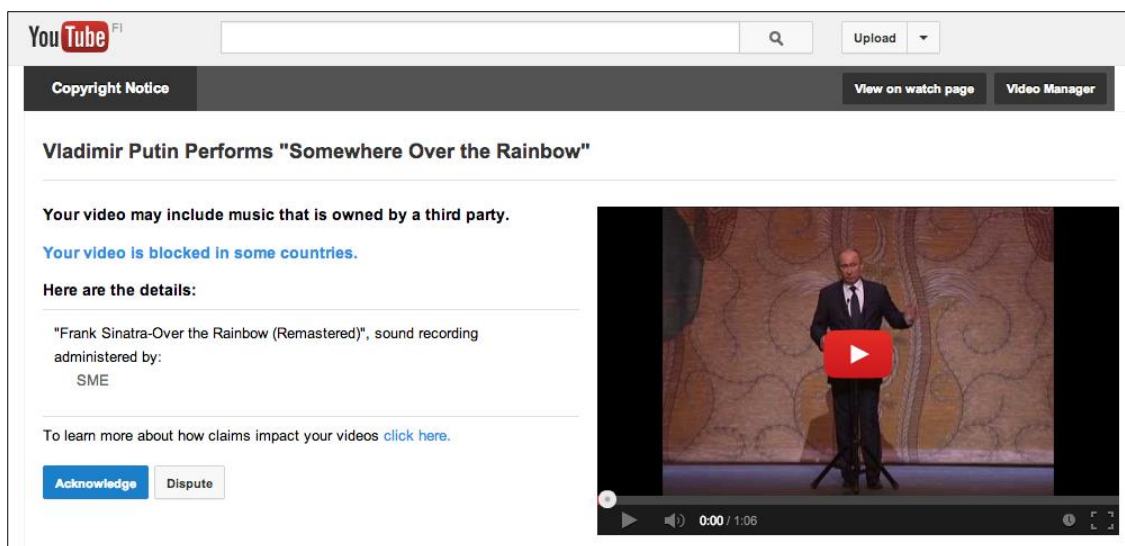 YouTube FI
Upload
Copyright Notice
View on watch page
Video Manager
Vladimir Putin Performs "Somewhere Over the Rainbow"
Your video may include music that is owned by a third party.
Your video is blocked in some countries.
Here are the details:
"Frank Sinatra-Over the Rainbow (Remastered)", sound recording
administered by:
SME
To learn more about how claims impact your videos click here.
Acknowledge
Dispute
0:00 / 1:06